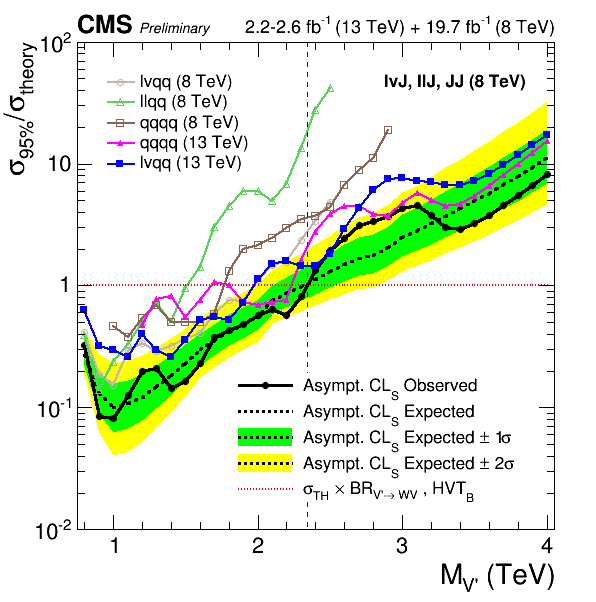 CMS Preliminary 2.2-2.6 fb⁻¹ (13 TeV) + 19.7 fb⁻¹ (8 TeV)
σ95%/σtheory
lvJ, llJ, JJ (8 TeV)
lvqq (8 TeV)
llqq (8 TeV)
qqqq (8 TeV)
qqqq (13 TeV)
lvqq (13 TeV)
10²
10
1
10⁻¹
10⁻²
Asympt. CLS Observed
Asympt. CLS Expected
Asympt. CLS Expected ± 1σ
Asympt. CLS Expected ± 2σ
σTH × BRV'→ WV , HVTB
1 2 3 4
MV' (TeV)